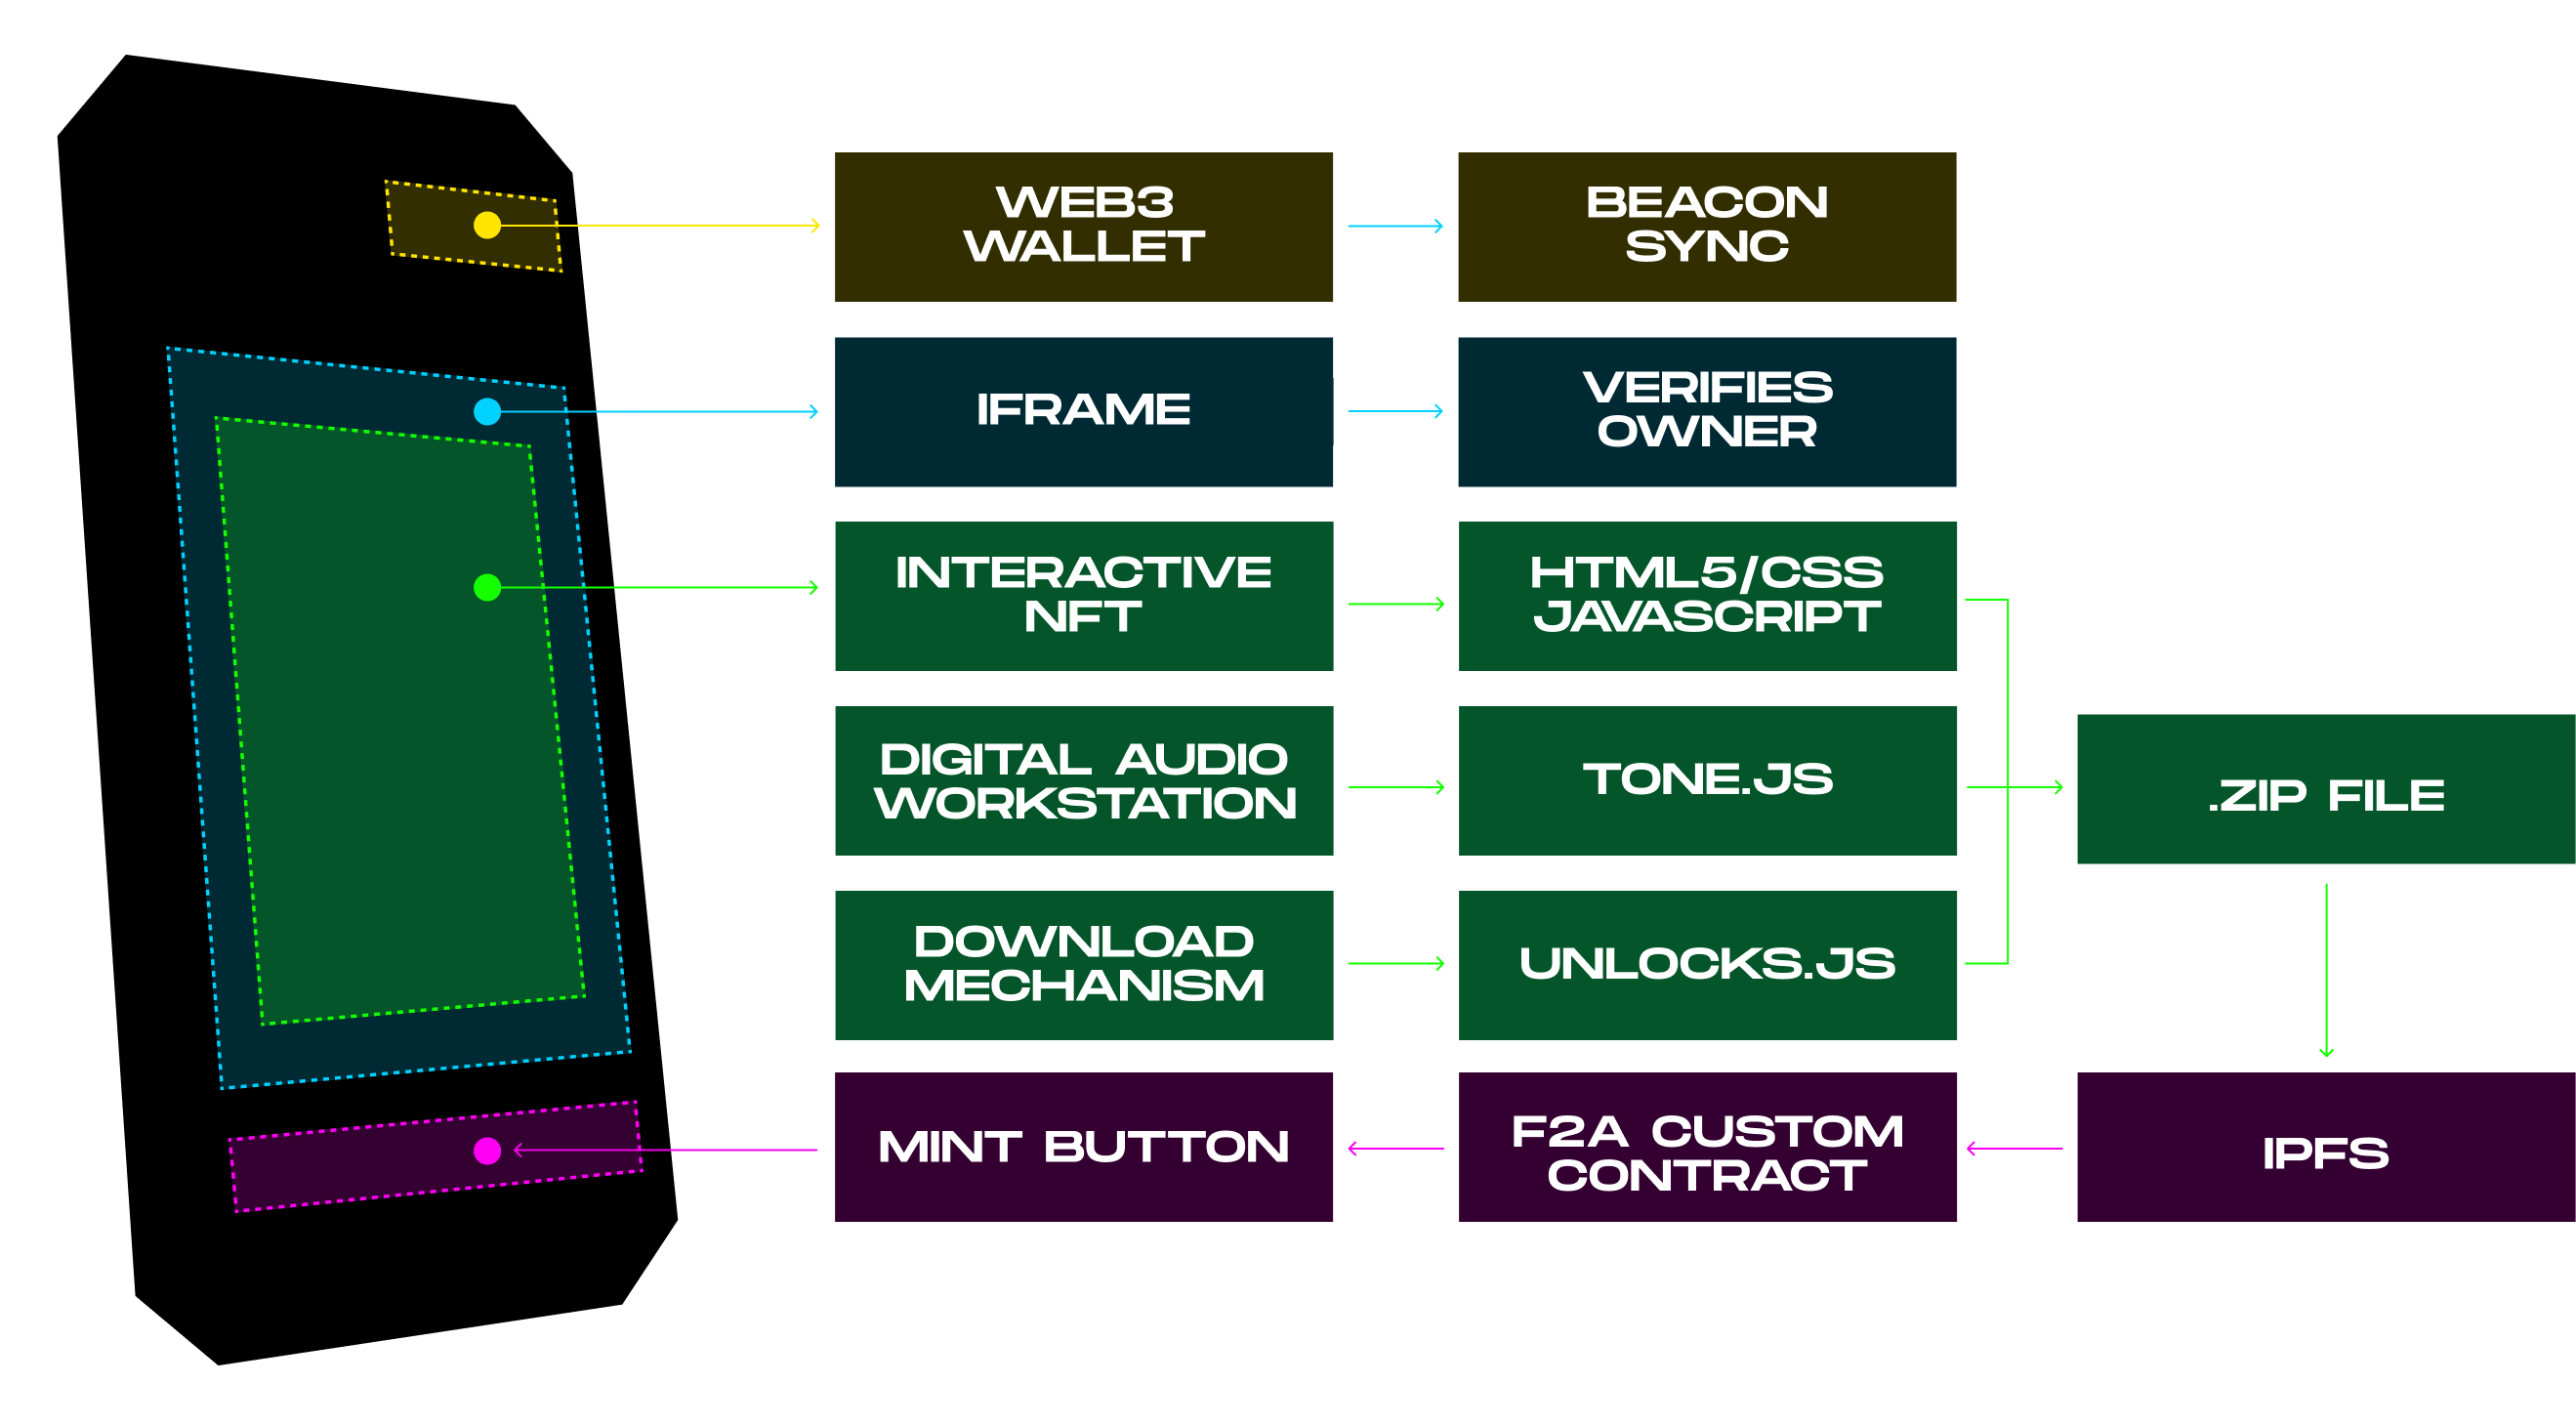 WEB3
WALLET
BEACON
SYNC
IFRAME
VERIFIES
OWNER
INTERACTIVE
NFT
HTML5/CSS
JAVASCRIPT
DIGITAL AUDIO
WORKSTATION
TONE.JS
.ZIP FILE
DOWNLOAD
MECHANISM
UNLOCKS.JS
MINT BUTTON
F2A CUSTOM
CONTRACT
IPFS